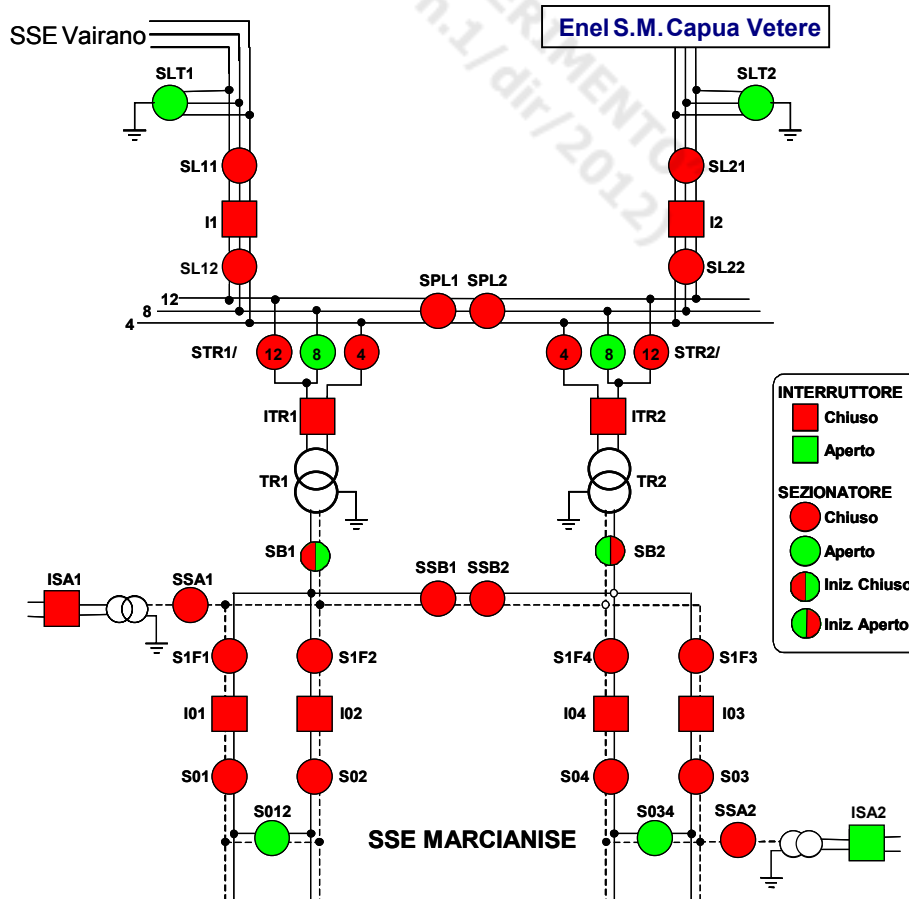 SSE Vairano
Enel S.M. Capua Vetere
SLT1
SLT2
SL11
SL21
I1
I2
SL12
SL22
SPL1 SPL2
12
8
4
STR1/ 12 8 4
4 8 12 STR2/
ITR1
ITR2
TR1
TR2
SB1
SB2
INTERRUTTORE
Chiuso
Aperto
SEZIONATORE
Chiuso
Aperto
Iniz. Chiuso
Iniz. Aperto
ISA1
SSA1
SSB1 SSB2
S1F1
S1F2
S1F4
S1F3
I01
I02
I04
I03
S01
S02
S04
S03
S012
SSE MARCIANISE
S034
SSA2
ISA2
n.1/dir/2012)